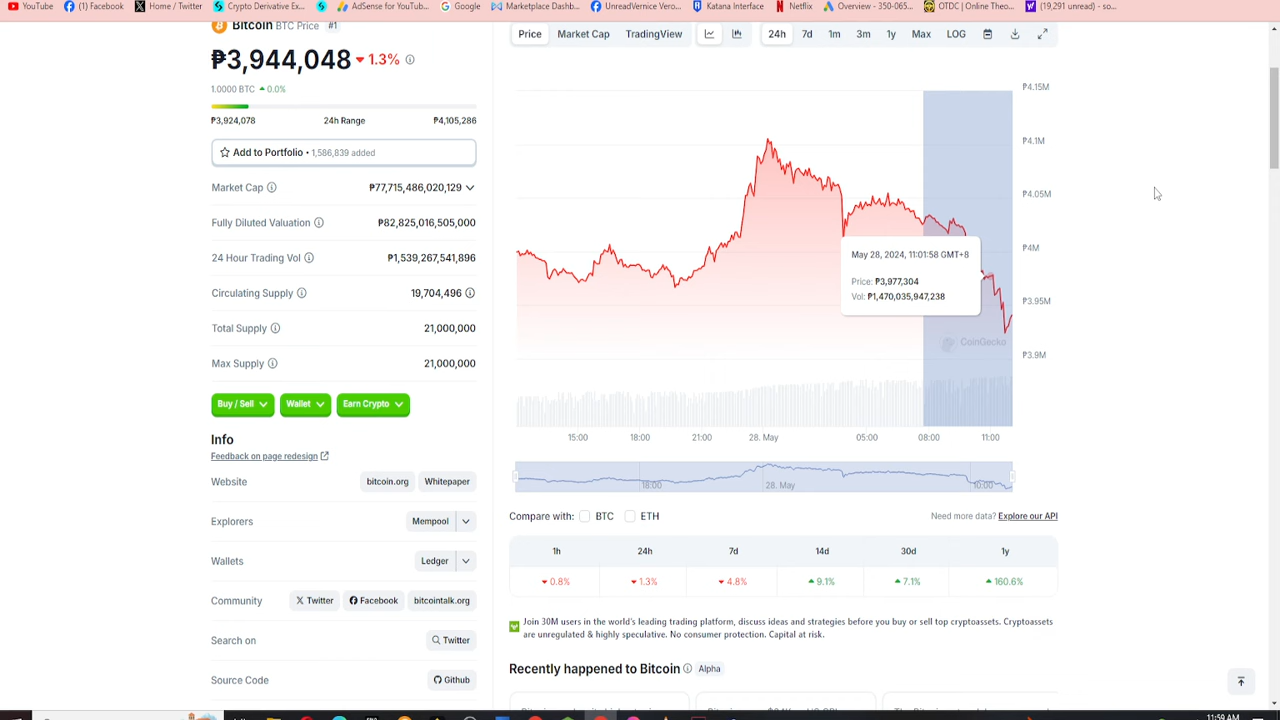 YouTube (1) Facebook Home / Twitter Crypto Derivative Ex... AdSense for YouTub... Google Marketplace Dashb... UnreadVernice Vero... Katana Interface Netflix Overview - 350-065... OTDC | Online Theo... (19,291 unread) - so...
Bitcoin BTC Price #1
₱3,944,048 1.3%
1.0000 BTC 0.0%
₱3,924,078 24h Range ₱4,105,286
Add to Portfolio • 1,586,839 added
Market Cap ₱77,715,486,020,129
Fully Diluted Valuation ₱82,825,016,505,000
24 Hour Trading Vol ₱1,539,267,541,896
Circulating Supply 19,704,496
Total Supply 21,000,000
Max Supply 21,000,000
Buy / Sell Wallet Earn Crypto
Info
Feedback on page redesign
Website bitcoin.org Whitepaper
Explorers Mempool
Wallets Ledger
Community Twitter Facebook bitcointalk.org
Search on Twitter
Source Code Github
Price Market Cap TradingView 24h 7d 1m 3m 1y Max LOG
₱4.15M
₱4.1M
₱4.05M
₱4M
₱3.95M
₱3.9M
May 28, 2024, 11:01:58 GMT+8
Price: ₱3,977,304
Vol: ₱1,470,035,947,238
CoinGecko
15:00 18:00 21:00 28. May 05:00 08:00 11:00
18:00 28. May 10:00
Compare with: BTC ETH Need more data? Explore our API
1h 24h 7d 14d 30d 1y
0.8% 1.3% 4.8% 9.1% 7.1% 160.6%
Join 30M users in the world's leading trading platform, discuss ideas and strategies before you buy or sell top cryptoassets. Cryptoassets
are unregulated & highly speculative. No consumer protection. Capital at risk.
Recently happened to Bitcoin Alpha
11:59 AM